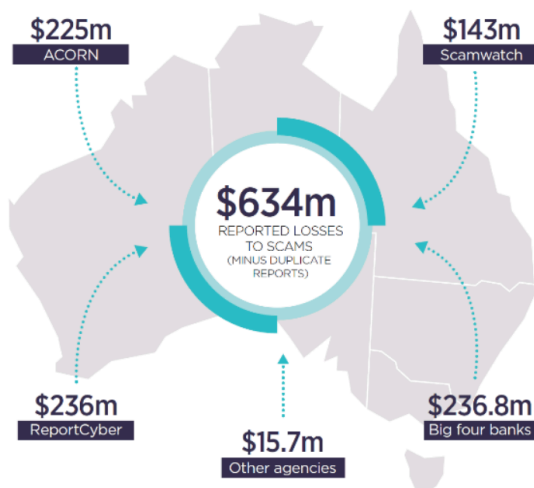 $225m
ACORN
$143m
Scamwatch
$634m
REPORTED LOSSES
TO SCAMS
(MINUS DUPLICATE
REPORTS)
$236m
ReportCyber
$15.7m
Other agencies
$236.8m
Big four banks